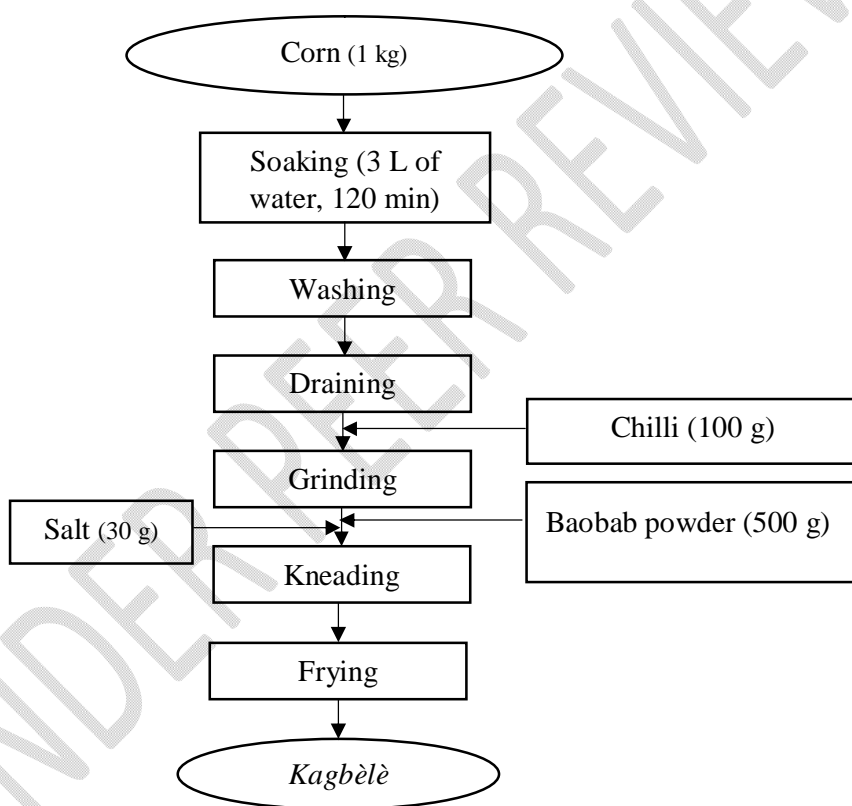 Corn (1 kg)
Soaking (3 L of
water, 120 min)
Washing
Draining
Chilli (100 g)
Grinding
Salt (30 g)
Baobab powder (500 g)
Kneading
Frying
Kagbèlè
UNDER PEER REVIEW